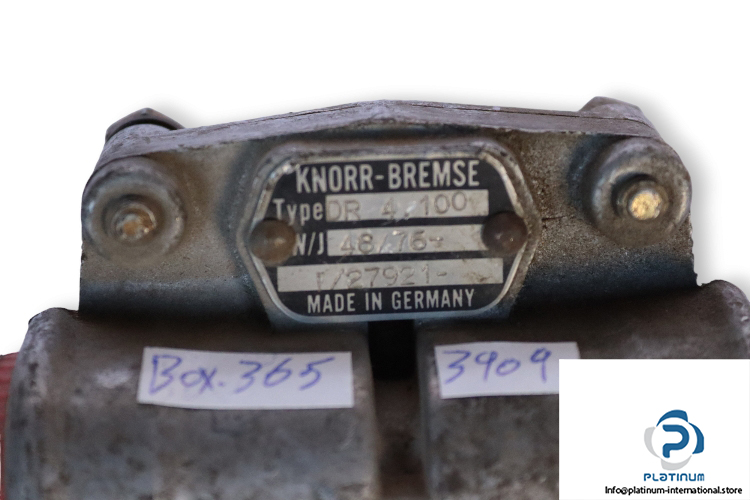 KNORR-BREMSE
Type DR 4/100
W/J 48/75
I/27921-
MADE IN GERMANY
Box.365
3909
PLATINUM
Info@platinum-international.store